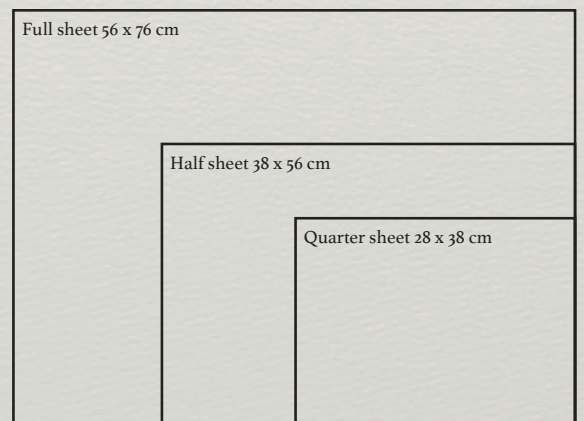 Full sheet 56 x 76 cm
Half sheet 38 x 56 cm
Quarter sheet 28 x 38 cm